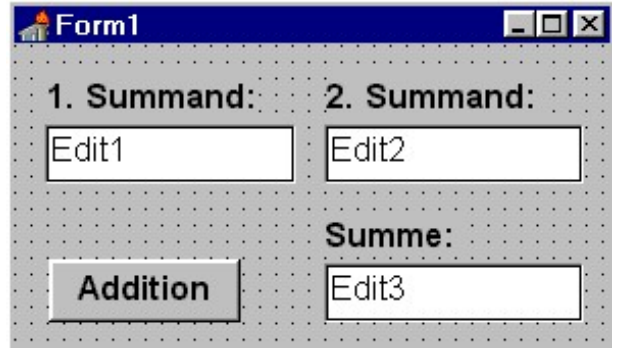 Form1
1. Summand: 2. Summand:
Edit1 Edit2
Summe:
Addition Edit3